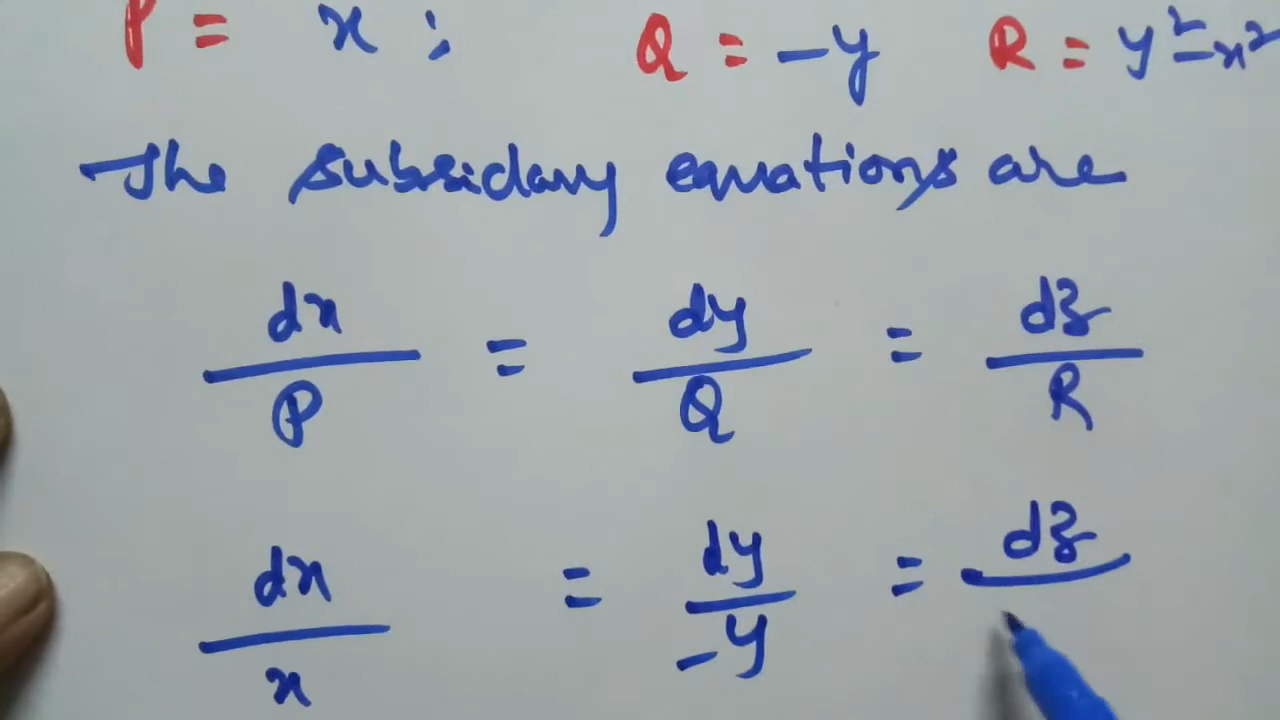 P = x ; Q = -y R = y²-x²
The subsidary equations are
dx/P = dy/Q = dz/R
dx/x = dy/-y = dz/